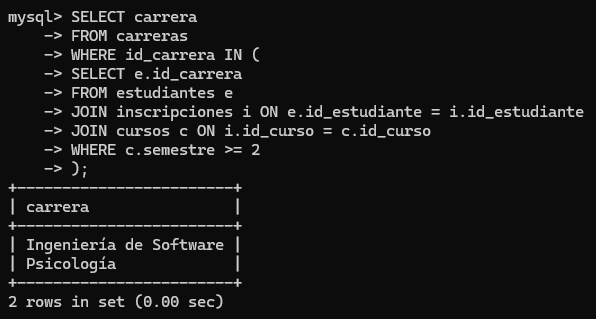 mysql> SELECT carrera
    -> FROM carreras
    -> WHERE id_carrera IN (
    -> SELECT e.id_carrera
    -> FROM estudiantes e
    -> JOIN inscripciones i ON e.id_estudiante = i.id_estudiante
    -> JOIN cursos c ON i.id_curso = c.id_curso
    -> WHERE c.semestre >= 2
    -> );
+------------------------+
| carrera                |
+------------------------+
| Ingeniería de Software |
| Psicología             |
+------------------------+
2 rows in set (0.00 sec)